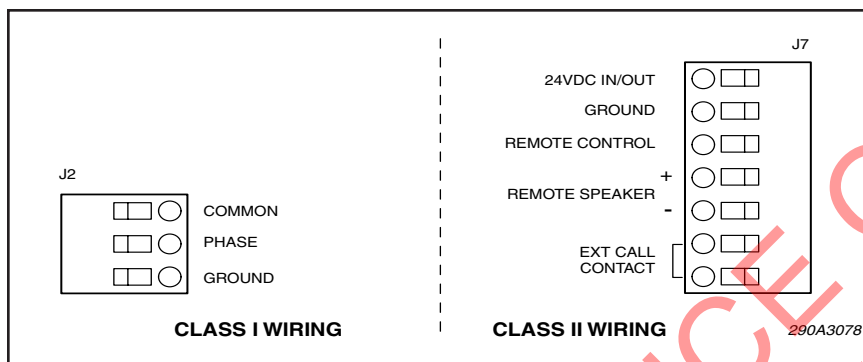 J2
COMMON
PHASE
GROUND
CLASS I WIRING
J7
24VDC IN/OUT
GROUND
REMOTE CONTROL
+
REMOTE SPEAKER
-
EXT CALL
CONTACT
CLASS II WIRING
290A3078
CE